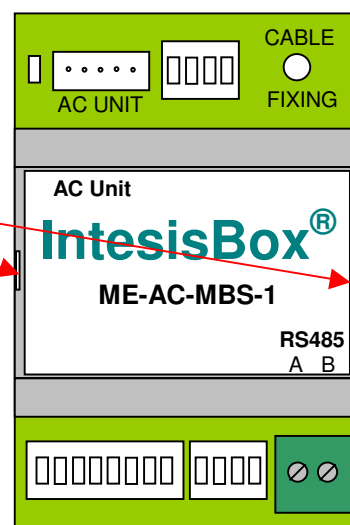 CABLE
AC UNIT FIXING
AC Unit
IntesisBox®
ME-AC-MBS-1
RS485
A B